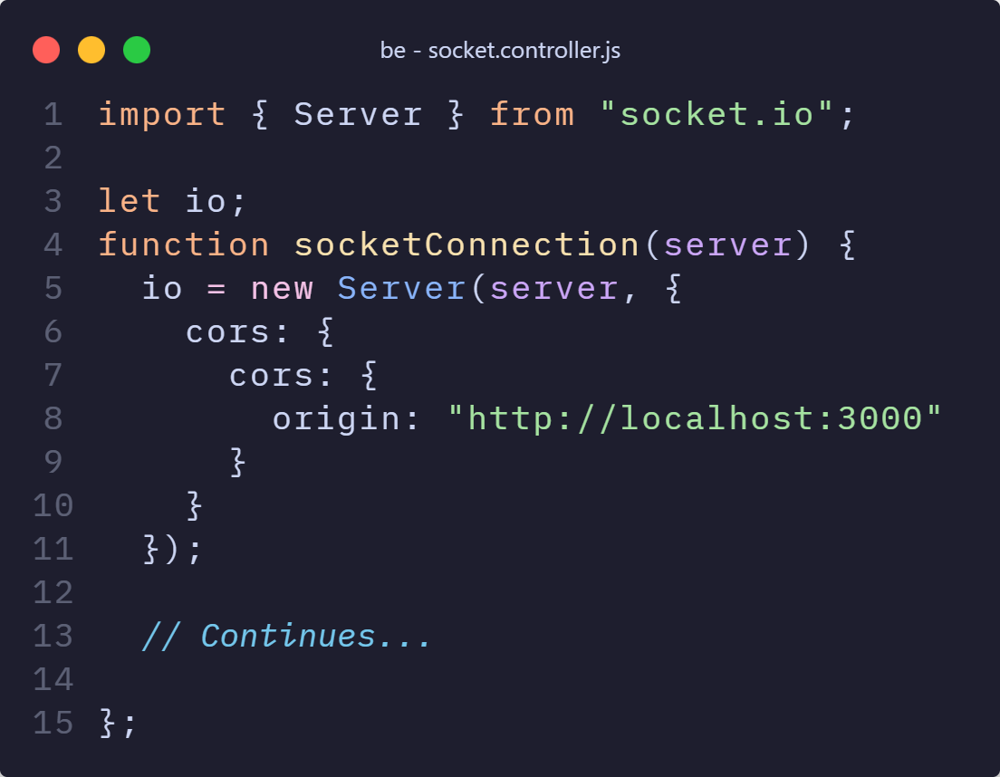 be - socket.controller.js
1 import { Server } from "socket.io";
2
3 let io;
4 function socketConnection(server) {
5   io = new Server(server, {
6     cors: {
7       cors: {
8         origin: "http://localhost:3000"
9       }
10     }
11   });
12
13   // Continues...
14
15 };